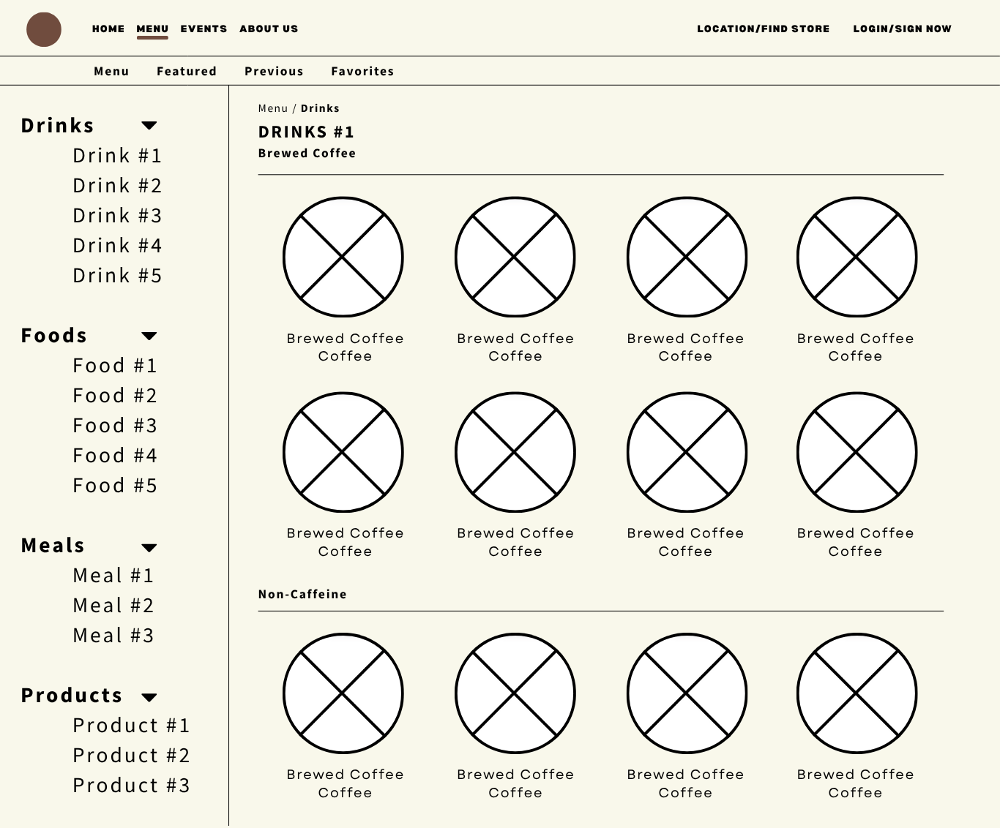 HOME MENU EVENTS ABOUT US LOCATION/FIND STORE LOGIN/SIGN NOW
Menu Featured Previous Favorites
Drinks
Drink #1
Drink #2
Drink #3
Drink #4
Drink #5
Foods
Food #1
Food #2
Food #3
Food #4
Food #5
Meals
Meal #1
Meal #2
Meal #3
Products
Product #1
Product #2
Product #3
Menu / Drinks
DRINKS #1
Brewed Coffee
Brewed Coffee Brewed Coffee Brewed Coffee Brewed Coffee
Coffee Coffee Coffee Coffee
Brewed Coffee Brewed Coffee Brewed Coffee Brewed Coffee
Coffee Coffee Coffee Coffee
Non-Caffeine
Brewed Coffee Brewed Coffee Brewed Coffee Brewed Coffee
Coffee Coffee Coffee Coffee